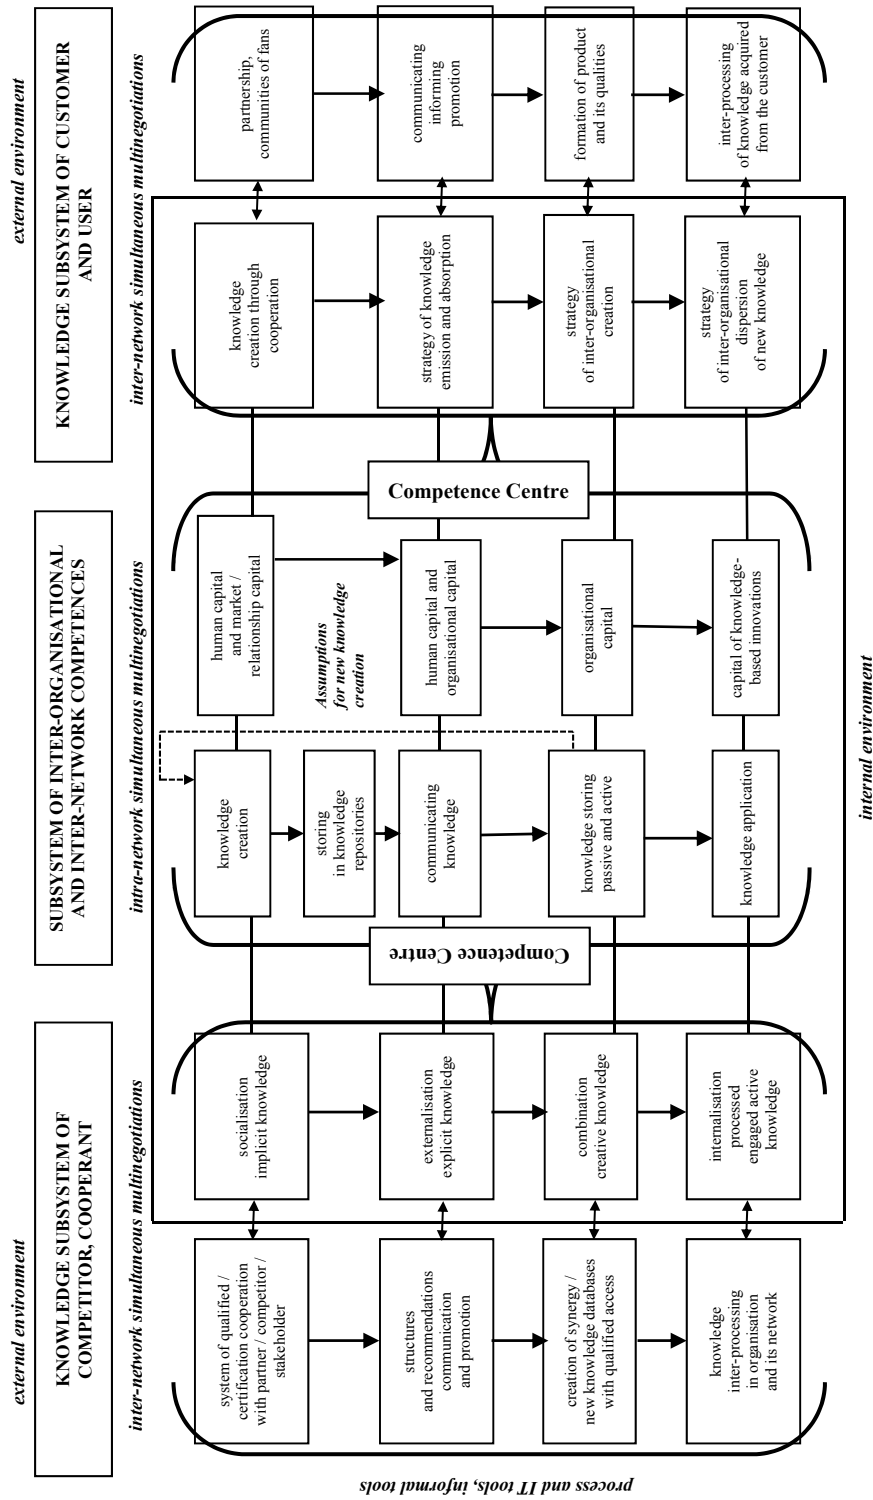 external environment
external environment
KNOWLEDGE SUBSYSTEM OF
COMPETITOR, COOPERANT
SUBSYSTEM OF INTER-ORGANISATIONAL
AND INTER-NETWORK COMPETENCES
KNOWLEDGE SUBSYSTEM OF CUSTOMER
AND USER
inter-network simultaneous multinegotiations
intra-network simultaneous multinegotiations
inter-network simultaneous multinegotiations
process and IT tools, informal tools
system of qualified /
certification cooperation
with partner / competitor /
stakeholder
structures
and recommendations
communication
and promotion
creation of synergy /
new knowledge databases
with qualified access
knowledge
inter-processing
in organisation
and its network
socialisation
implicit knowledge
externalisation
explicit knowledge
combination
creative knowledge
internalisation
processed
engaged active
knowledge
Competence Centre
knowledge
creation
storing
in knowledge
repositories
communicating
knowledge
knowledge storing
passive and active
knowledge application
human capital
and market /
relationship capital
Assumptions
for new knowledge
creation
human capital and
organisational capital
organisational
capital
capital of knowledge-
based innovations
Competence Centre
knowledge
creation through
cooperation
strategy of knowledge
emission and absorption
strategy
of inter-organisational
creation
strategy
of inter-organisational
dispersion
of new knowledge
partnership,
communities of fans
communicating
informing
promotion
formation of product
and its qualities
inter-processing
of knowledge acquired
from the customer
internal environment